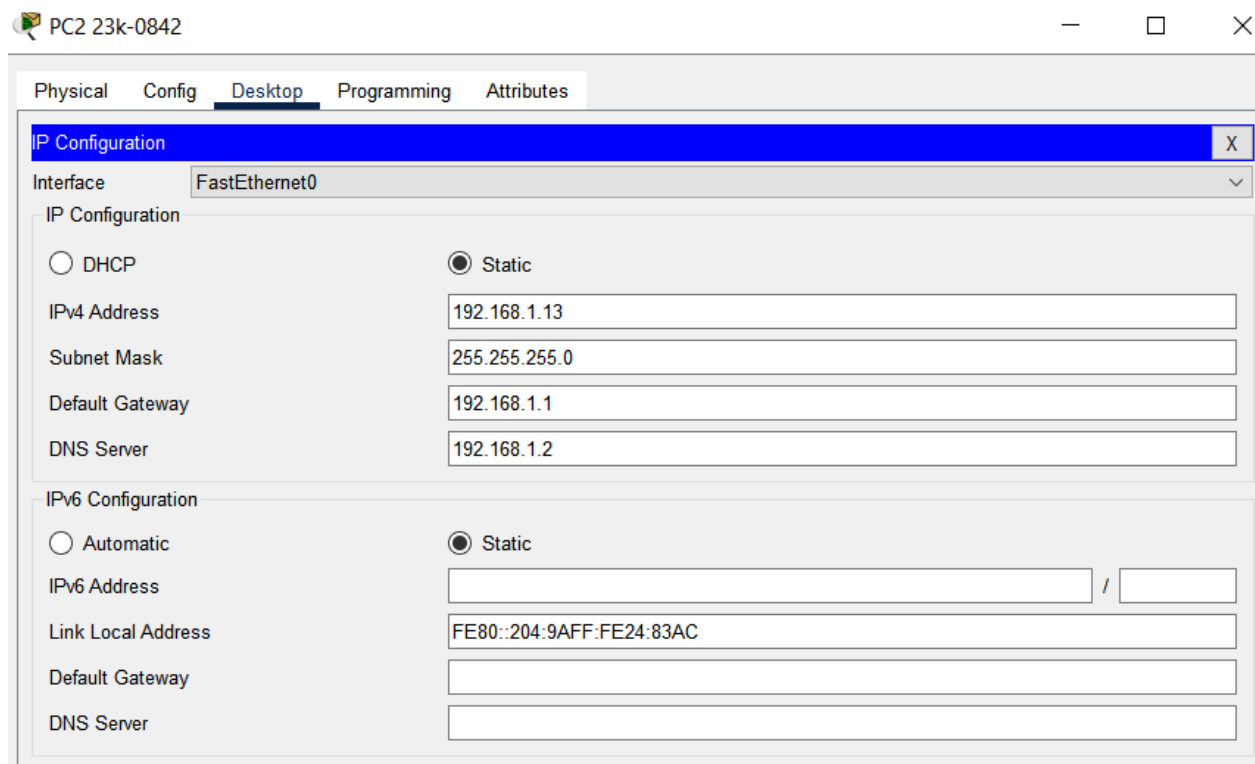 PC2 23k-0842
Physical Config Desktop Programming Attributes
IP Configuration X
Interface FastEthernet0
IP Configuration
DHCP Static
IPv4 Address 192.168.1.13
Subnet Mask 255.255.255.0
Default Gateway 192.168.1.1
DNS Server 192.168.1.2
IPv6 Configuration
Automatic Static
IPv6 Address /
Link Local Address FE80::204:9AFF:FE24:83AC
Default Gateway
DNS Server